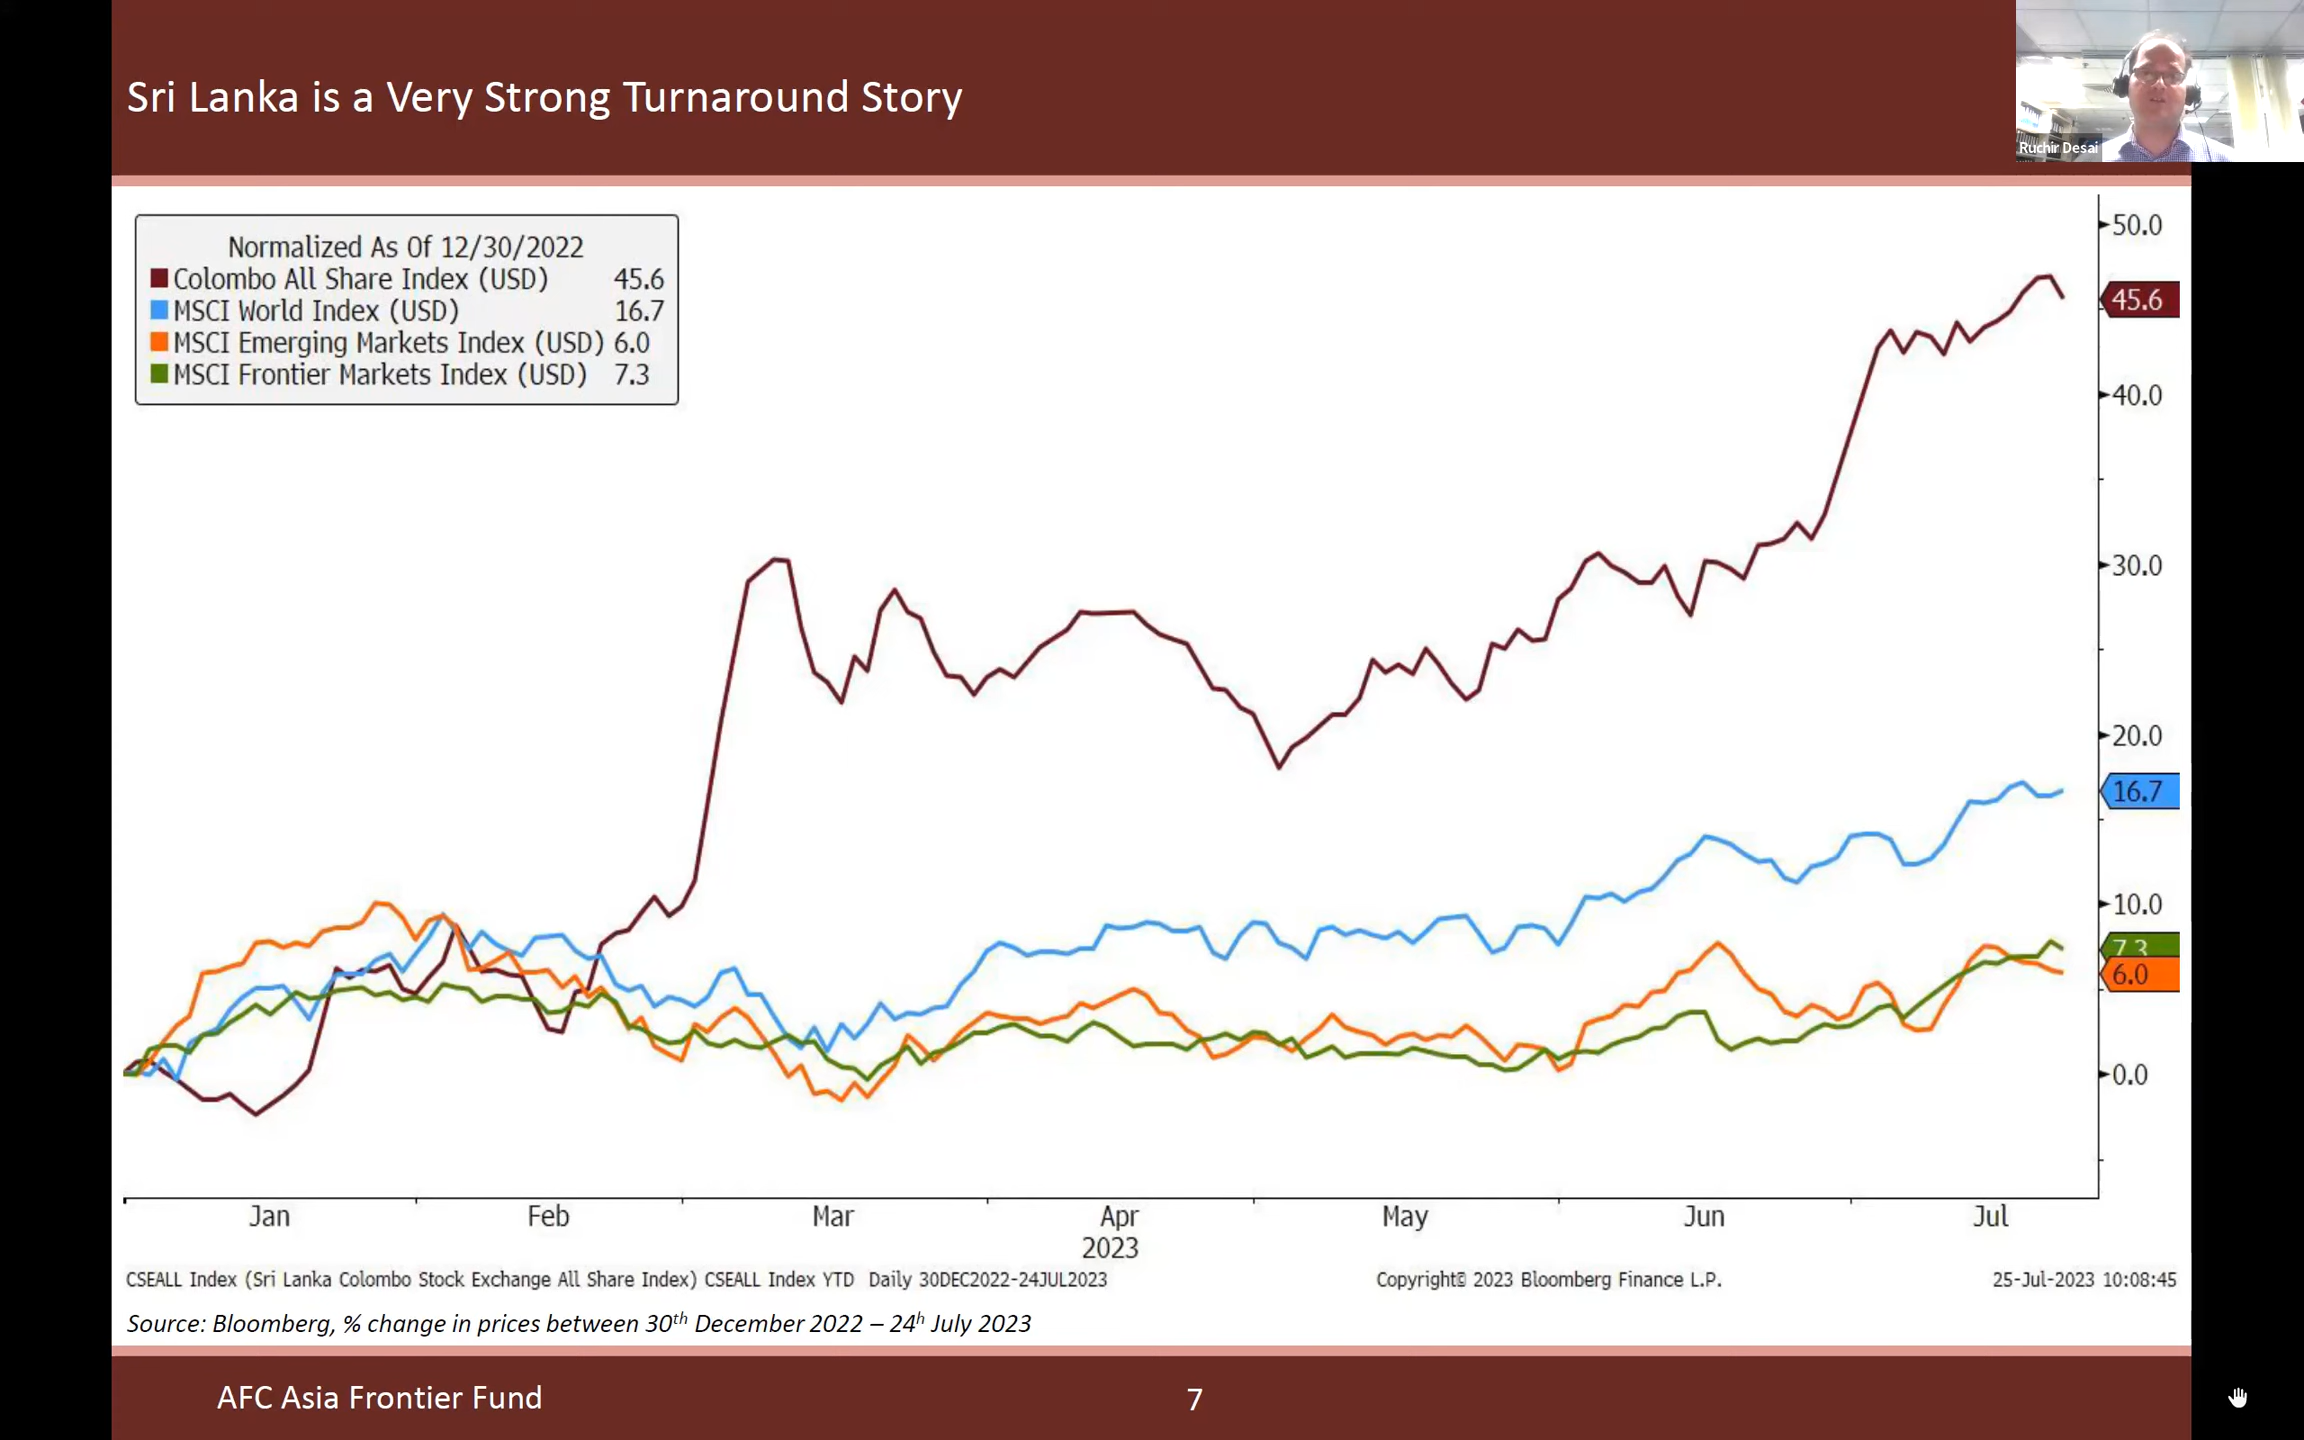 Sri Lanka is a Very Strong Turnaround Story
Ruchir Desai
Normalized As Of 12/30/2022
Colombo All Share Index (USD) 45.6
MSCI World Index (USD) 16.7
MSCI Emerging Markets Index (USD) 6.0
MSCI Frontier Markets Index (USD) 7.3
50.0
45.6
40.0
30.0
20.0
16.7
10.0
7.3
6.0
0.0
Jan Feb Mar Apr May Jun Jul
2023
CSEALL Index (Sri Lanka Colombo Stock Exchange All Share Index) CSEALL Index YTD Daily 30DEC2022-24JUL2023 Copyright© 2023 Bloomberg Finance L.P. 25-Jul-2023 10:08:45
Source: Bloomberg, % change in prices between 30th December 2022 – 24h July 2023
AFC Asia Frontier Fund 7